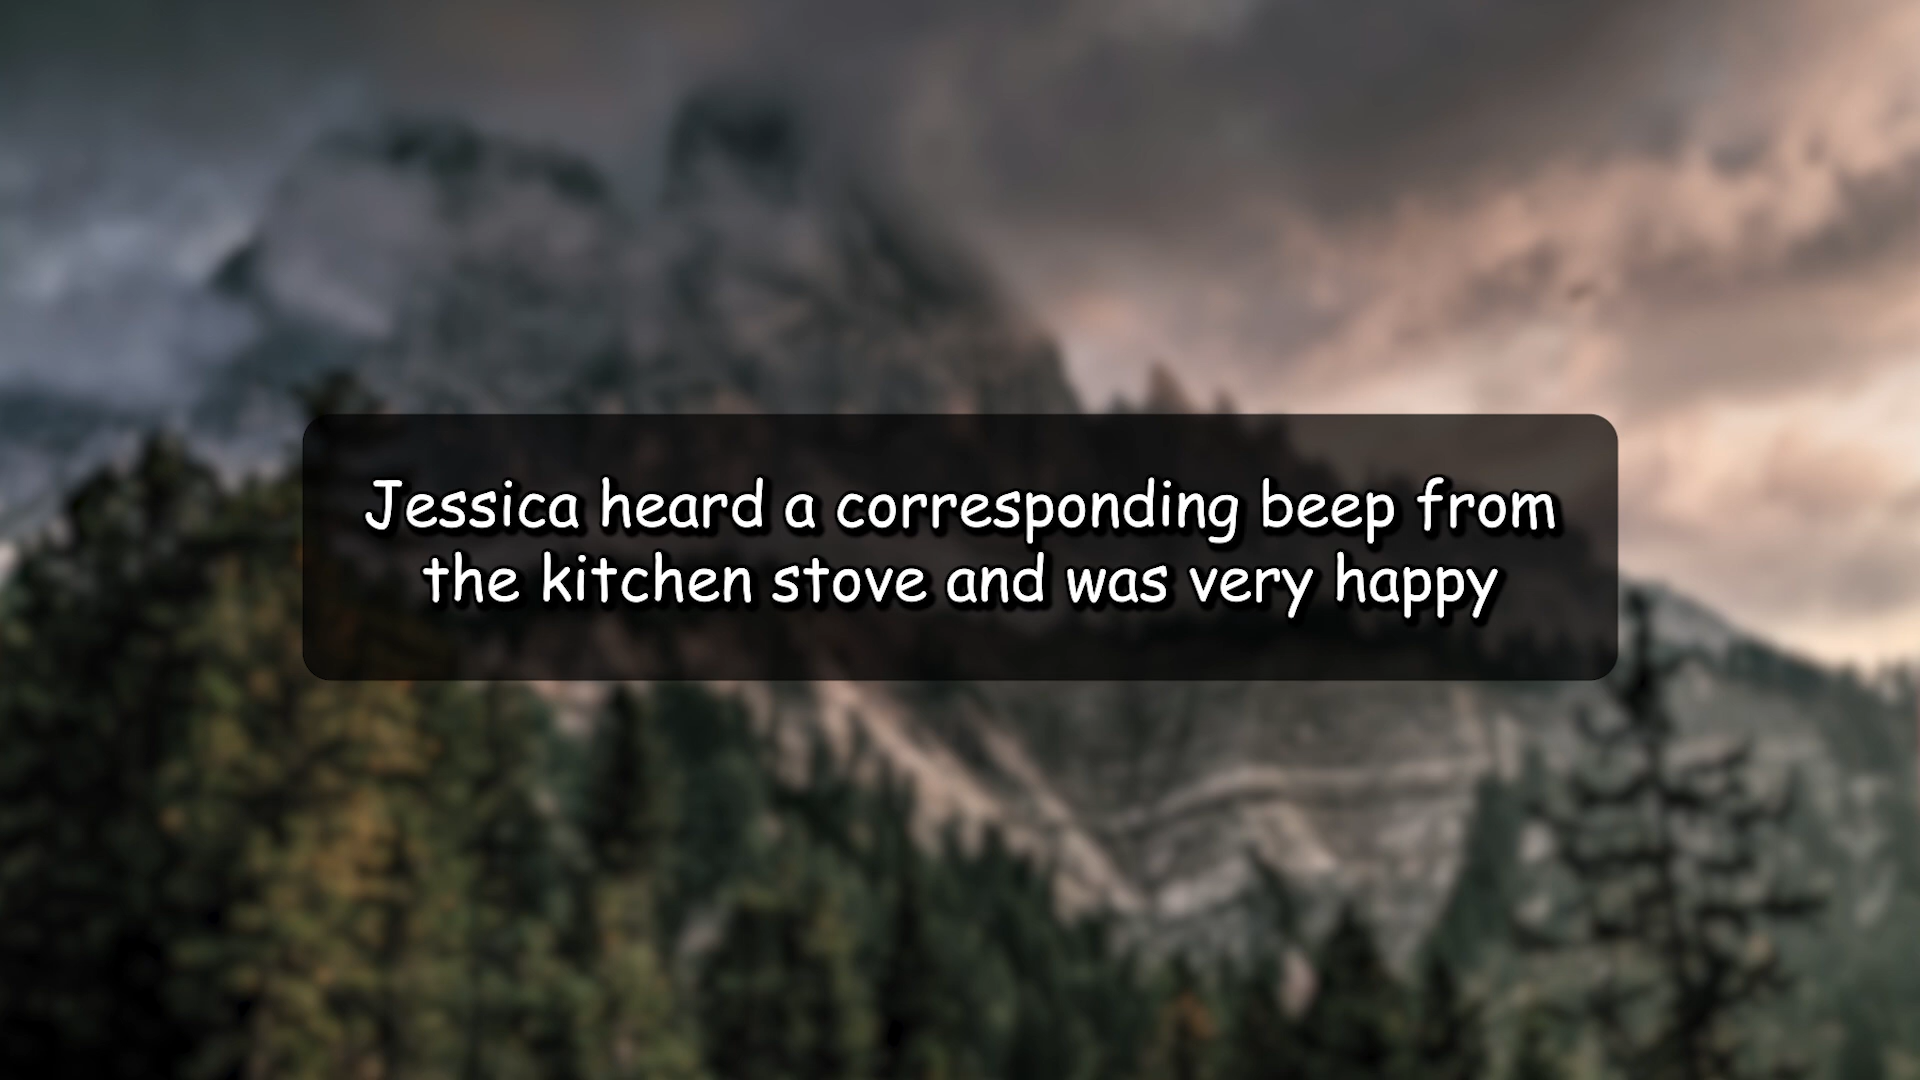 Jessica heard a corresponding beep from
the kitchen stove and was very happy